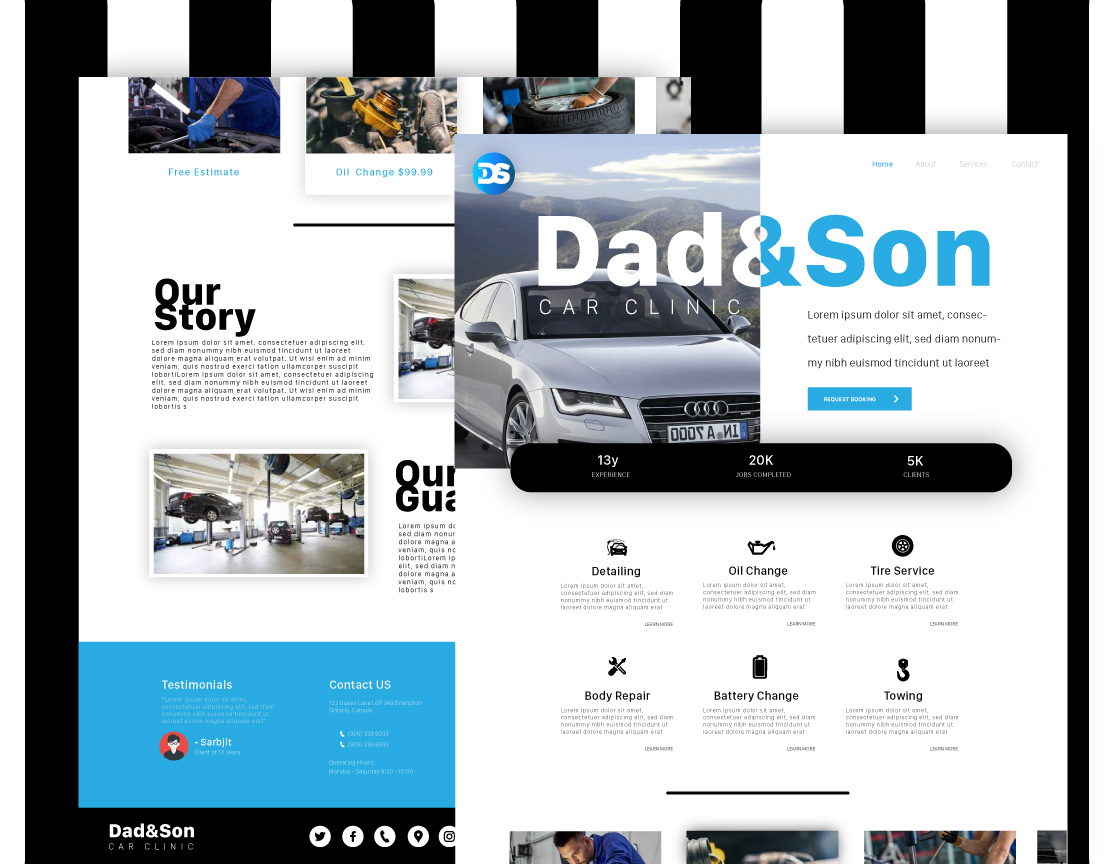 Free Estimate
Oil Change $99.99
Our
Story
Lorem ipsum dolor sit amet, consectetuer adipiscing elit,
sed diam nonummy nibh euismod tincidunt ut laoreet
dolore magna aliquam erat volutpat. Ut wisi enim ad minim
veniam, quis nostrud exerci tation ullamcorper suscipit
lobortiLorem ipsum dolor sit amet, consectetuer adipiscing
elit, sed diam nonummy nibh euismod tincidunt ut laoreet
dolore magna aliquam erat volutpat. Ut wisi enim ad minim
veniam, quis nostrud exerci tation ullamcorper suscipit
lobortis s
Our
Gua
Lorem ipsum do
sed diam nonur
dolore magna a
veniam, quis no
lobortiLorem ip
elit, sed diam n
dolore magna a
veniam, quis no
lobortis s
Testimonials
"Lorem ipsum dolor sit amet,
consectetuer adipiscing elit, sed diam
nonummy nibh euismod tincidunt ut
laoreet dolore magna aliquam erat"
- Sarbjit
Client of 10 years
Contact US
123 Guess Lane L6P 3A9 Brampton
Ontario, Canada
(905) 339 9933
(905) 339 9933
Operating Hours:
Monday - Saturday 9:30 - 10:00
Dad&Son
CAR CLINIC
DS
Home
About
Services
Contact
Dad&Son
CAR CLINIC
Lorem ipsum dolor sit amet, consec-
tetuer adipiscing elit, sed diam nonum-
my nibh euismod tincidunt ut laoreet
REQUEST BOOKING
IN·A 7000
13y
EXPERIENCE
20K
JOBS COMPLETED
5K
CLIENTS
Detailing
Lorem ipsum dolor sit amet,
consectetuer adipiscing elit, sed diam
nonummy nibh euismod tincidunt ut
laoreet dolore magna aliquam erat
LEARN MORE
Oil Change
Lorem ipsum dolor sit amet,
consectetuer adipiscing elit, sed diam
nonummy nibh euismod tincidunt ut
laoreet dolore magna aliquam erat
LEARN MORE
Tire Service
Lorem ipsum dolor sit amet,
consectetuer adipiscing elit, sed diam
nonummy nibh euismod tincidunt ut
laoreet dolore magna aliquam erat
LEARN MORE
Body Repair
Lorem ipsum dolor sit amet,
consectetuer adipiscing elit, sed diam
nonummy nibh euismod tincidunt ut
laoreet dolore magna aliquam erat
LEARN MORE
Battery Change
Lorem ipsum dolor sit amet,
consectetuer adipiscing elit, sed diam
nonummy nibh euismod tincidunt ut
laoreet dolore magna aliquam erat
LEARN MORE
Towing
Lorem ipsum dolor sit amet,
consectetuer adipiscing elit, sed diam
nonummy nibh euismod tincidunt ut
laoreet dolore magna aliquam erat
LEARN MORE